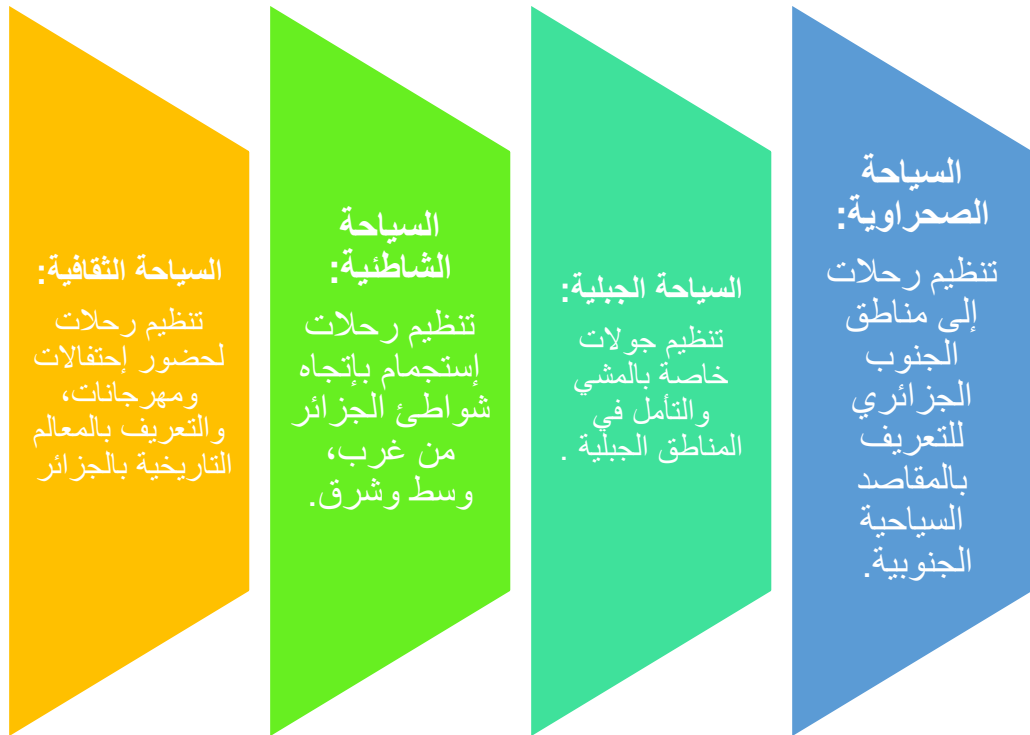 السياحة
الصحراوية:
تنظيم رحلات
إلى مناطق
الجنوب
الجزائري
للتعريف
بالمقاصد
السياحية
الجنوبية.
السياحة الجبلية:
تنظيم جولات
خاصة بالمشي
والتأمل في
المناطق الجبلية .
السياحة
الشاطئية:
تنظيم رحلات
إستجمام بإتجاه
شواطئ الجزائر
من غرب،
وسط وشرق.
السياحة الثقافية:
تنظيم رحلات
لحضور إحتفالات
ومهرجانات،
والتعريف بالمعالم
التاريخية بالجزائر